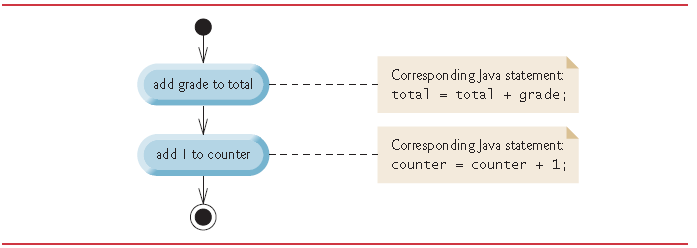 add grade to total
Corresponding Java statement:
total = total + grade;
add 1 to counter
Corresponding Java statement:
counter = counter + 1;